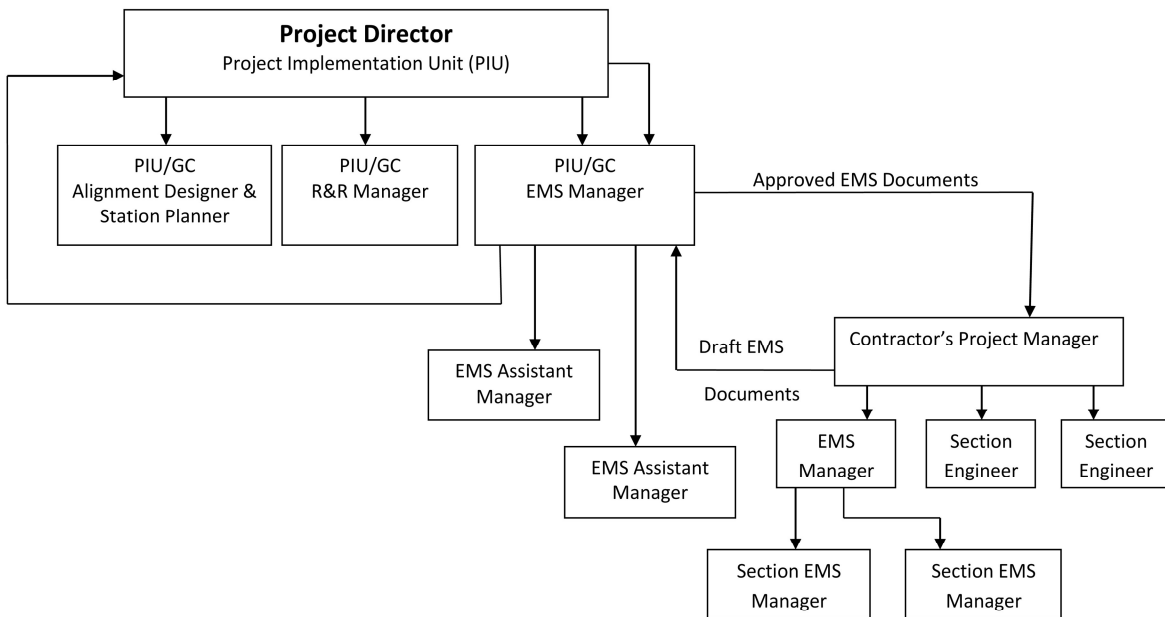 Project Director
Project Implementation Unit (PIU)
PIU/GC
Alignment Designer &
Station Planner
PIU/GC
R&R Manager
PIU/GC
EMS Manager
Approved EMS Documents
Contractor’s Project Manager
Draft EMS
Documents
EMS Assistant
Manager
EMS Assistant
Manager
EMS
Manager
Section
Engineer
Section
Engineer
Section EMS
Manager
Section EMS
Manager